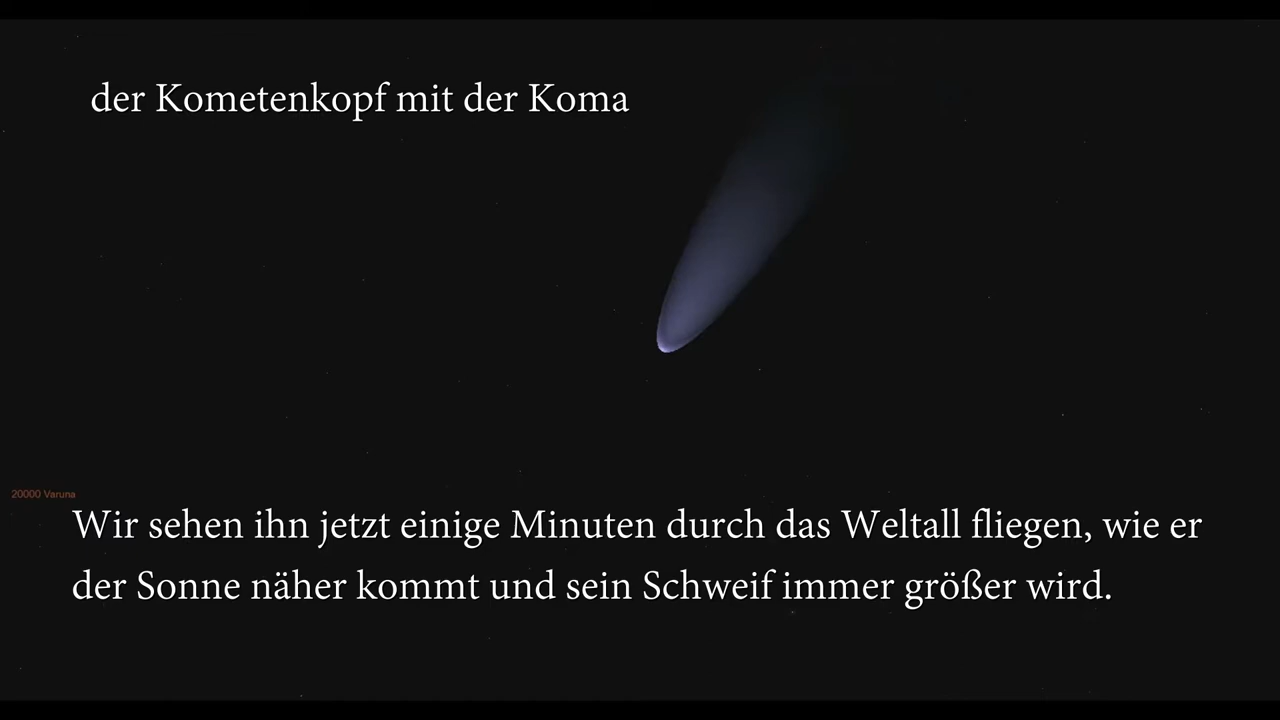 der Kometenkopf mit der Koma
20000 Varuna
Wir sehen ihn jetzt einige Minuten durch das Weltall fliegen, wie er
der Sonne näher kommt und sein Schweif immer größer wird.